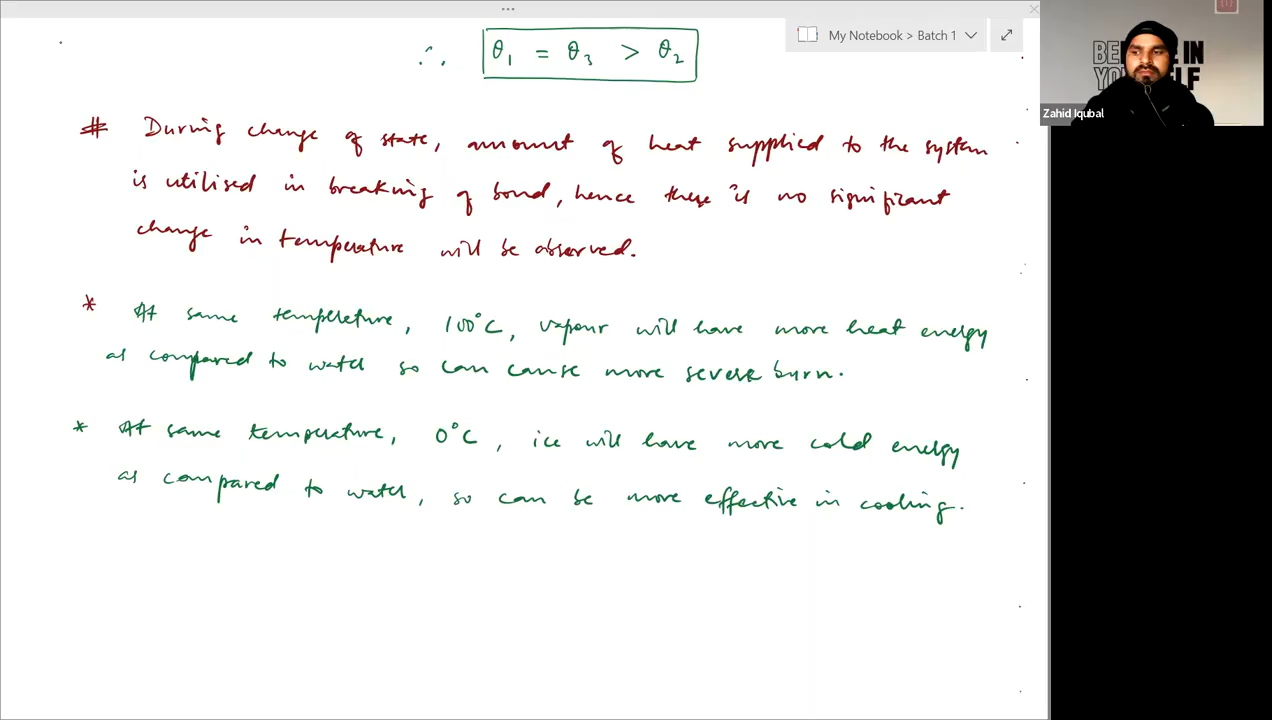 My Notebook > Batch 1
∴ θ1 = θ3 > θ2
# During change of state, amount of heat supplied to the system
is utilised in breaking of bond, hence there is no significant
change in temperature will be observed.
* At same temperature, 100°C, vapour will have more heat energy
as compared to water so can cause more severe burn.
* At same temperature, 0°C, ice will have more cold energy
as compared to water, so can be more effective in cooling.
Zahid Iqubal